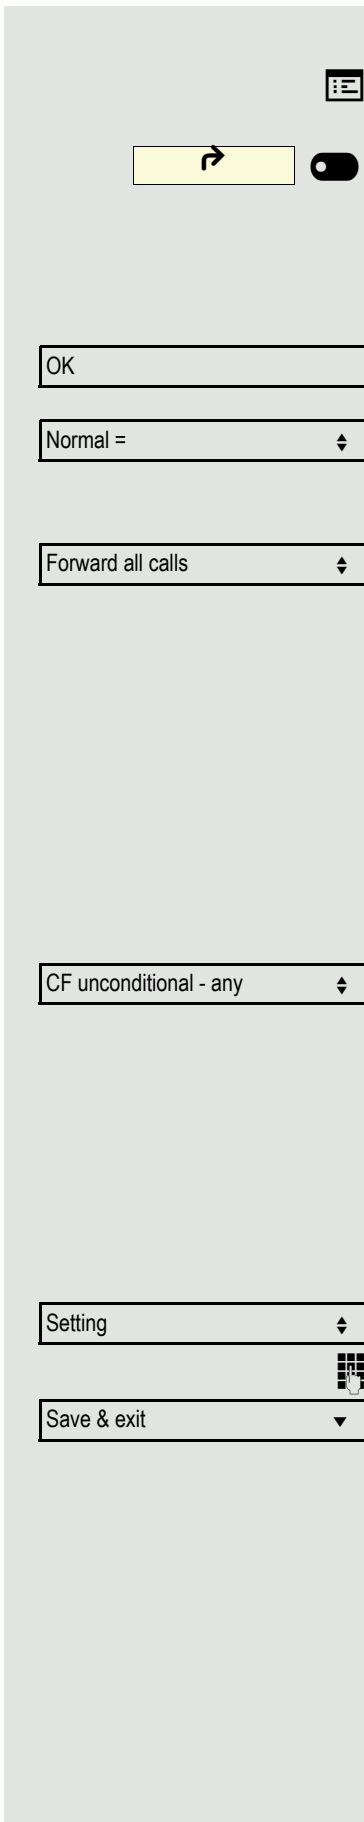 OK
Normal =
Forward all calls
CF unconditional - any
Setting
Save & exit